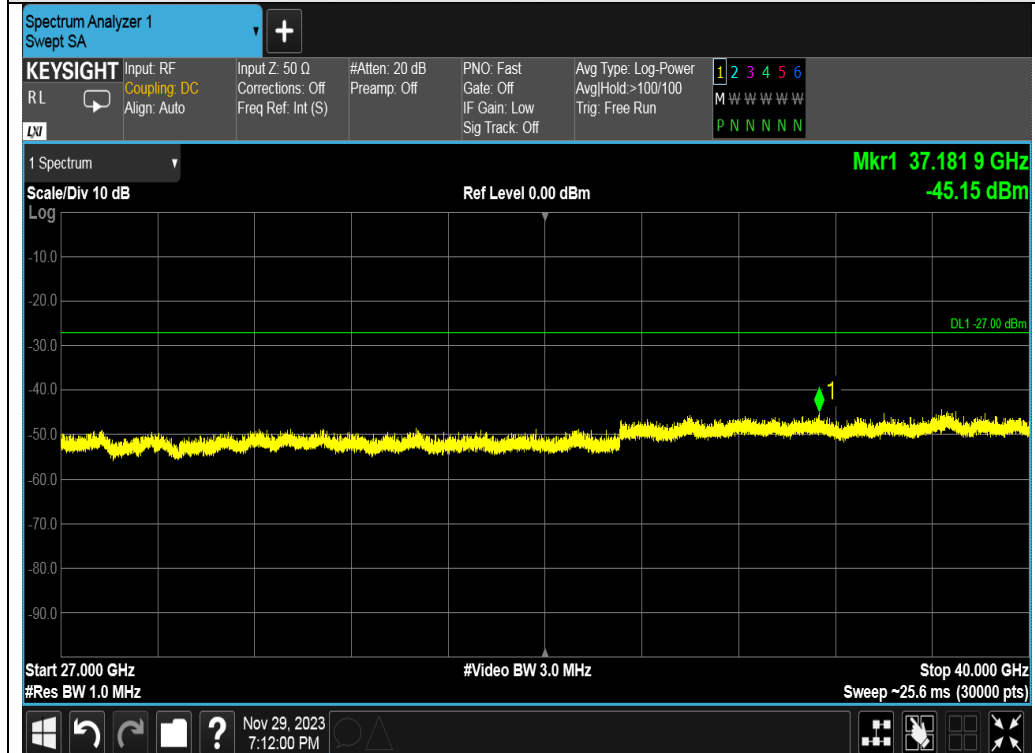 Spectrum Analyzer 1
Swept SA
+
KEYSIGHT
R L
LXI
Input: RF
Coupling: DC
Align: Auto
Input Z: 50 Ω
Corrections: Off
Freq Ref: Int (S)
#Atten: 20 dB
Preamp: Off
PNO: Fast
Gate: Off
IF Gain: Low
Sig Track: Off
Avg Type: Log-Power
Avg|Hold:>100/100
Trig: Free Run
1 2 3 4 5 6
M W W W W W
P N N N N N
1 Spectrum
Mkr1 37.181 9 GHz
-45.15 dBm
Scale/Div 10 dB
Ref Level 0.00 dBm
Log
-10.0
-20.0
DL1 -27.00 dBm
-30.0
-40.0
1
-50.0
-60.0
-70.0
-80.0
-90.0
Start 27.000 GHz
#Video BW 3.0 MHz
Stop 40.000 GHz
#Res BW 1.0 MHz
Sweep ~25.6 ms (30000 pts)
?
Nov 29, 2023
7:12:00 PM